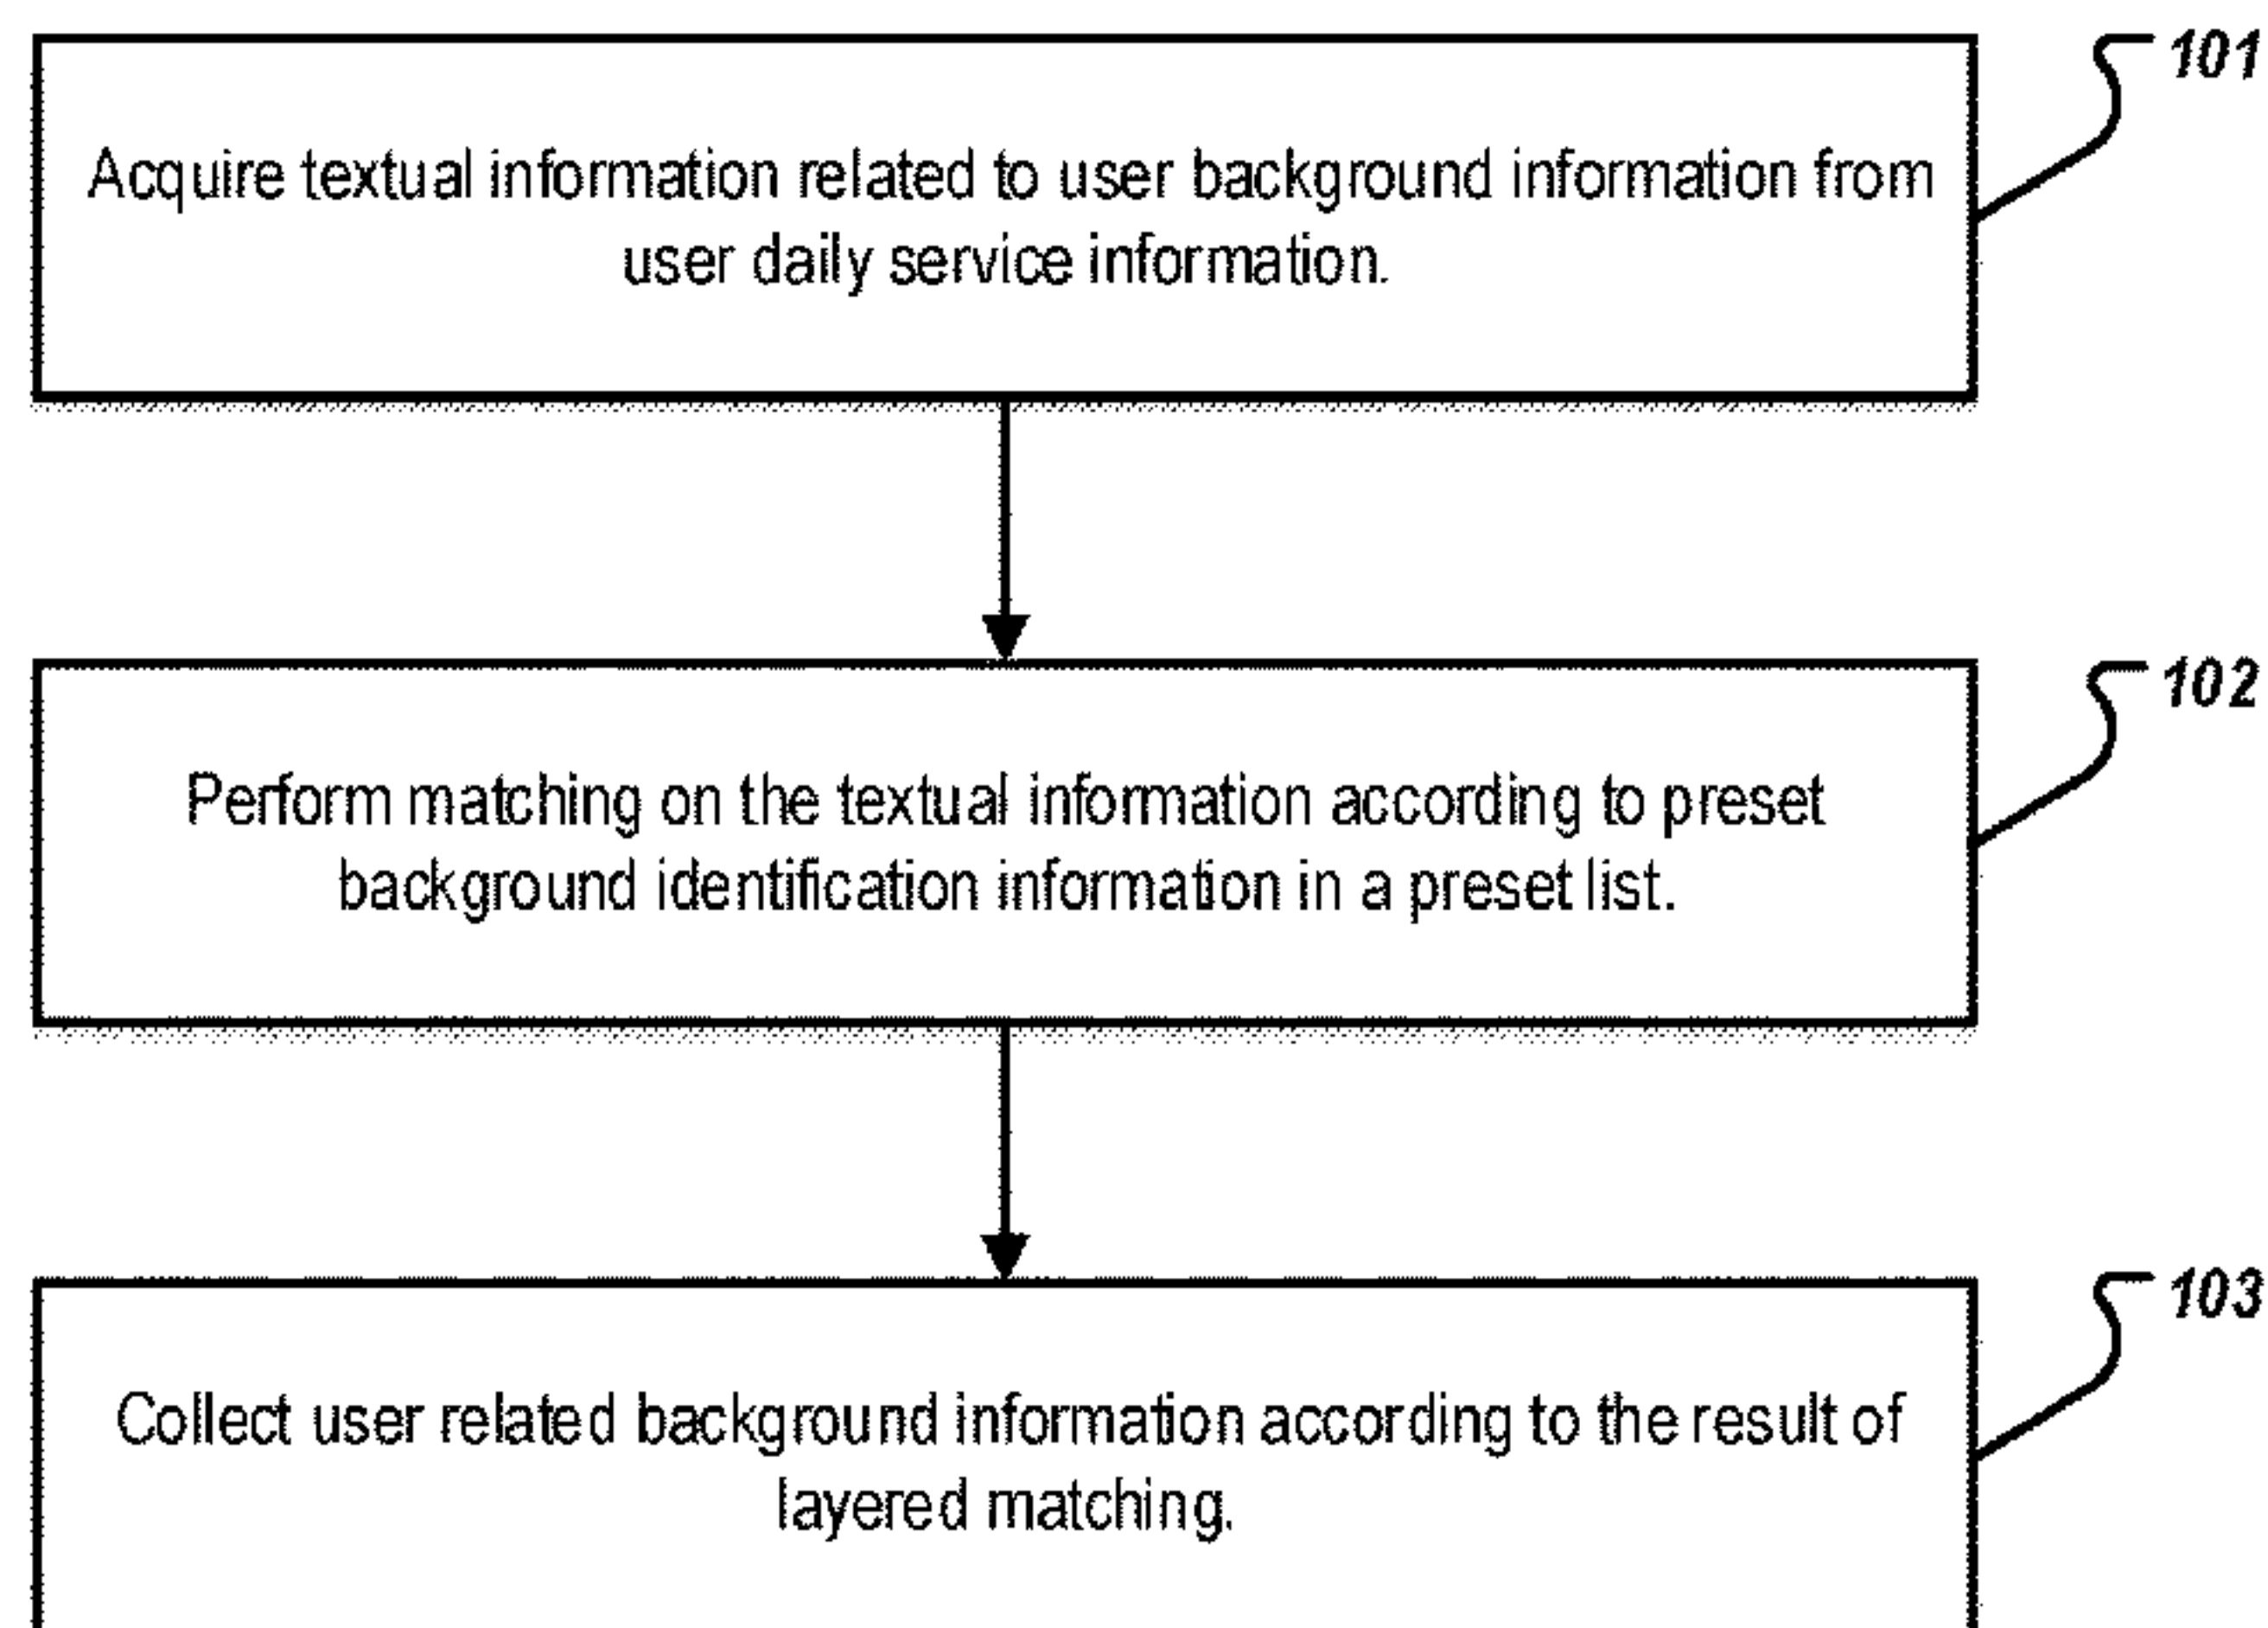 101
Acquire textual information related to user background information from
user daily service information.
102
Perform matching on the textual information according to preset
background identification information in a preset list.
103
Collect user related background information according to the result of
layered matching.